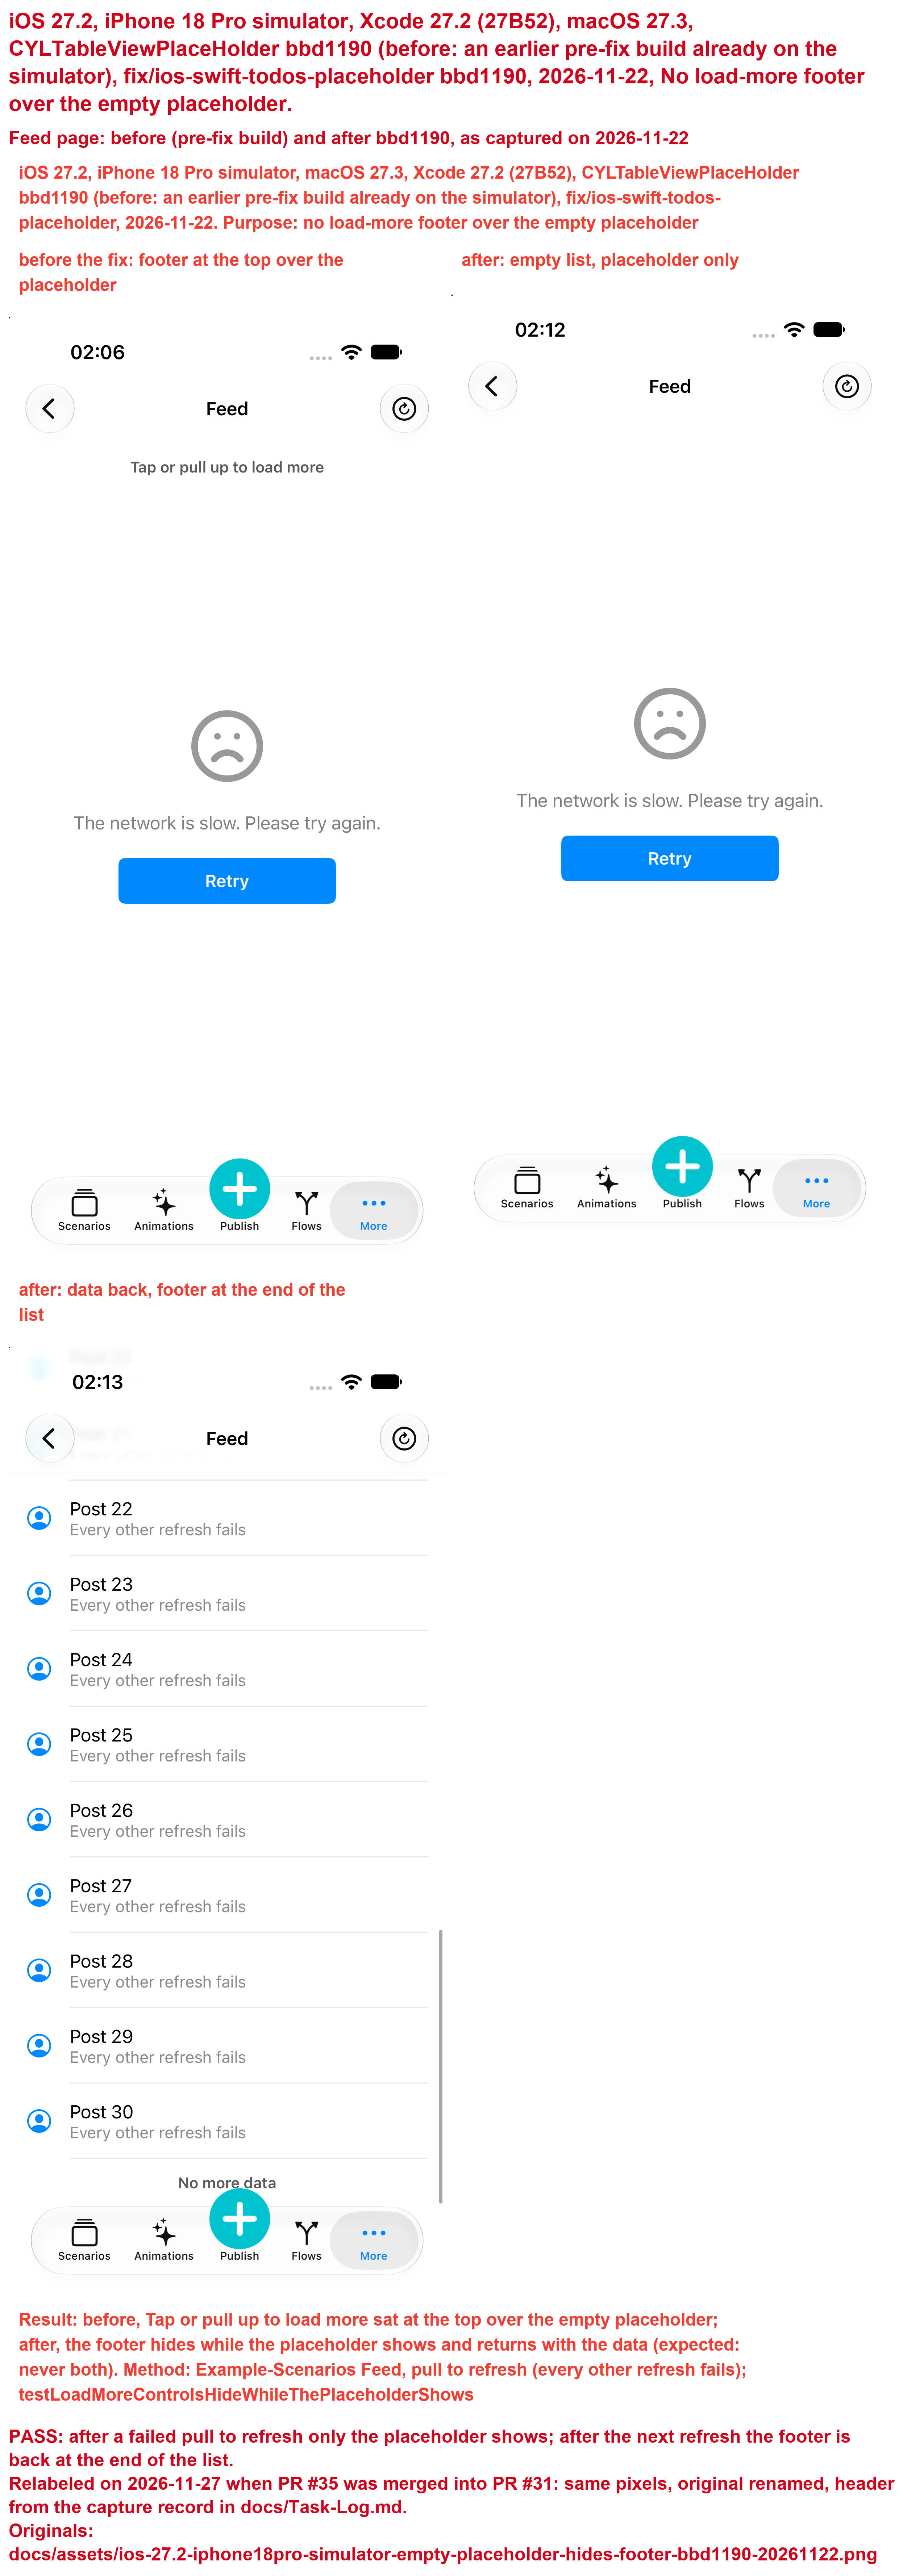 iOS 27.2, iPhone 18 Pro simulator, Xcode 27.2 (27B52), macOS 27.3,
CYLTableViewPlaceHolder bbd1190 (before: an earlier pre-fix build already on the
simulator), fix/ios-swift-todos-placeholder bbd1190, 2026-11-22, No load-more footer
over the empty placeholder.
Feed page: before (pre-fix build) and after bbd1190, as captured on 2026-11-22
iOS 27.2, iPhone 18 Pro simulator, macOS 27.3, Xcode 27.2 (27B52), CYLTableViewPlaceHolder
bbd1190 (before: an earlier pre-fix build already on the simulator), fix/ios-swift-todos-
placeholder, 2026-11-22. Purpose: no load-more footer over the empty placeholder
before the fix: footer at the top over the
placeholder
02:06
Feed
Tap or pull up to load more
The network is slow. Please try again.
Retry
Scenarios
Animations
Publish
Flows
More
after: empty list, placeholder only
02:12
Feed
The network is slow. Please try again.
Retry
Scenarios
Animations
Publish
Flows
More
after: data back, footer at the end of the
list
02:13
Feed
Post 22
Every other refresh fails
Post 23
Every other refresh fails
Post 24
Every other refresh fails
Post 25
Every other refresh fails
Post 26
Every other refresh fails
Post 27
Every other refresh fails
Post 28
Every other refresh fails
Post 29
Every other refresh fails
Post 30
Every other refresh fails
No more data
Scenarios
Animations
Publish
Flows
More
Result: before, Tap or pull up to load more sat at the top over the empty placeholder;
after, the footer hides while the placeholder shows and returns with the data (expected:
never both). Method: Example-Scenarios Feed, pull to refresh (every other refresh fails);
testLoadMoreControlsHideWhileThePlaceholderShows
PASS: after a failed pull to refresh only the placeholder shows; after the next refresh the footer is
back at the end of the list.
Relabeled on 2026-11-27 when PR #35 was merged into PR #31: same pixels, original renamed, header
from the capture record in docs/Task-Log.md.
Originals:
docs/assets/ios-27.2-iphone18pro-simulator-empty-placeholder-hides-footer-bbd1190-20261122.png